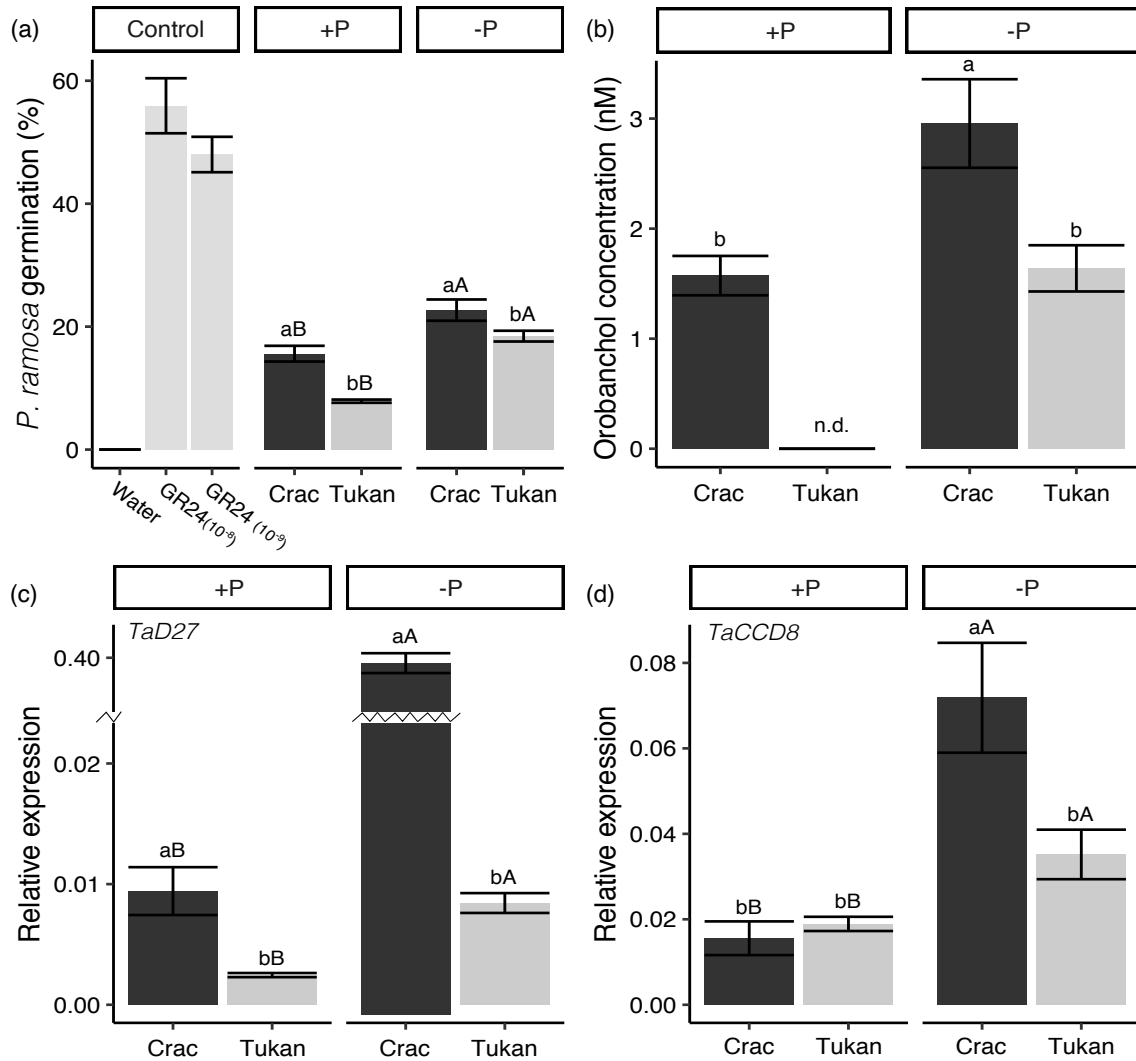 (a)
Control
+P
-P
P. ramosa germination (%)
60
40
20
0
aB
bB
aA
bA
Water
GR24(10⁻⁸)
GR24 (10⁻⁹)
Crac
Tukan
Crac
Tukan
(b)
+P
-P
Orobanchol concentration (nM)
3
2
1
0
b
n.d.
a
b
Crac
Tukan
Crac
Tukan
(c)
+P
-P
TaD27
Relative expression
0.40
0.02
0.01
0.00
aB
bB
aA
bA
Crac
Tukan
Crac
Tukan
(d)
+P
-P
TaCCD8
Relative expression
0.08
0.06
0.04
0.02
0.00
bB
bB
aA
bA
Crac
Tukan
Crac
Tukan